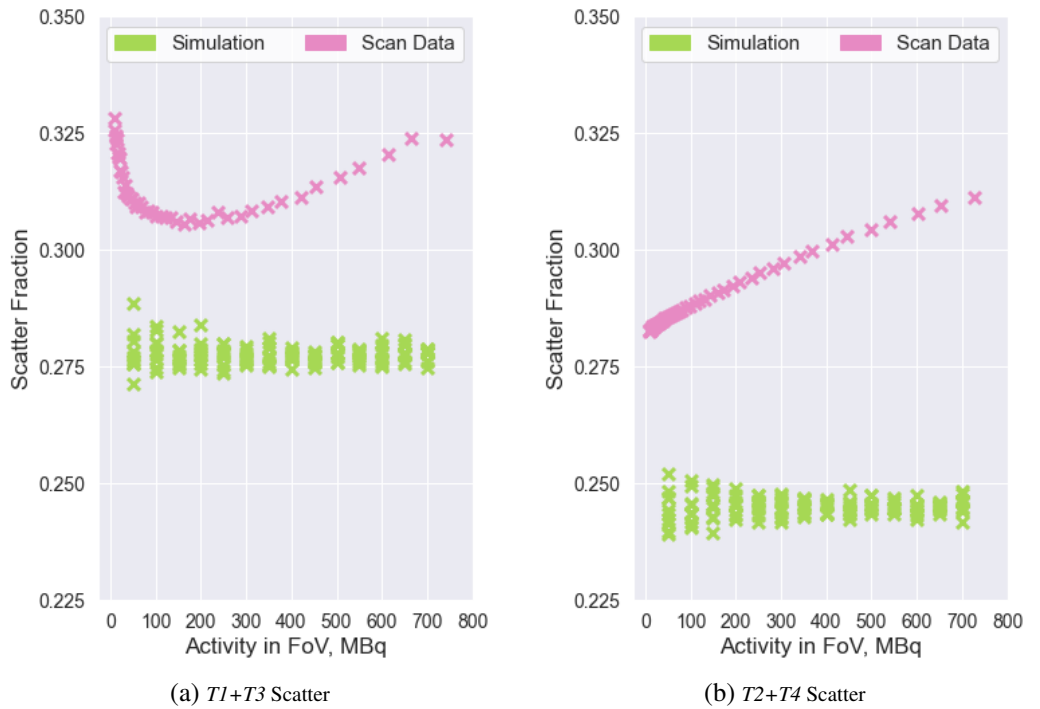 0.350
0.325
0.300
0.275
0.250
0.225
Scatter Fraction
Simulation Scan Data
0 100 200 300 400 500 600 700 800
Activity in FoV, MBq
(a) T1+T3 Scatter
0.350
0.325
0.300
0.275
0.250
0.225
Scatter Fraction
Simulation Scan Data
0 100 200 300 400 500 600 700 800
Activity in FoV, MBq
(b) T2+T4 Scatter